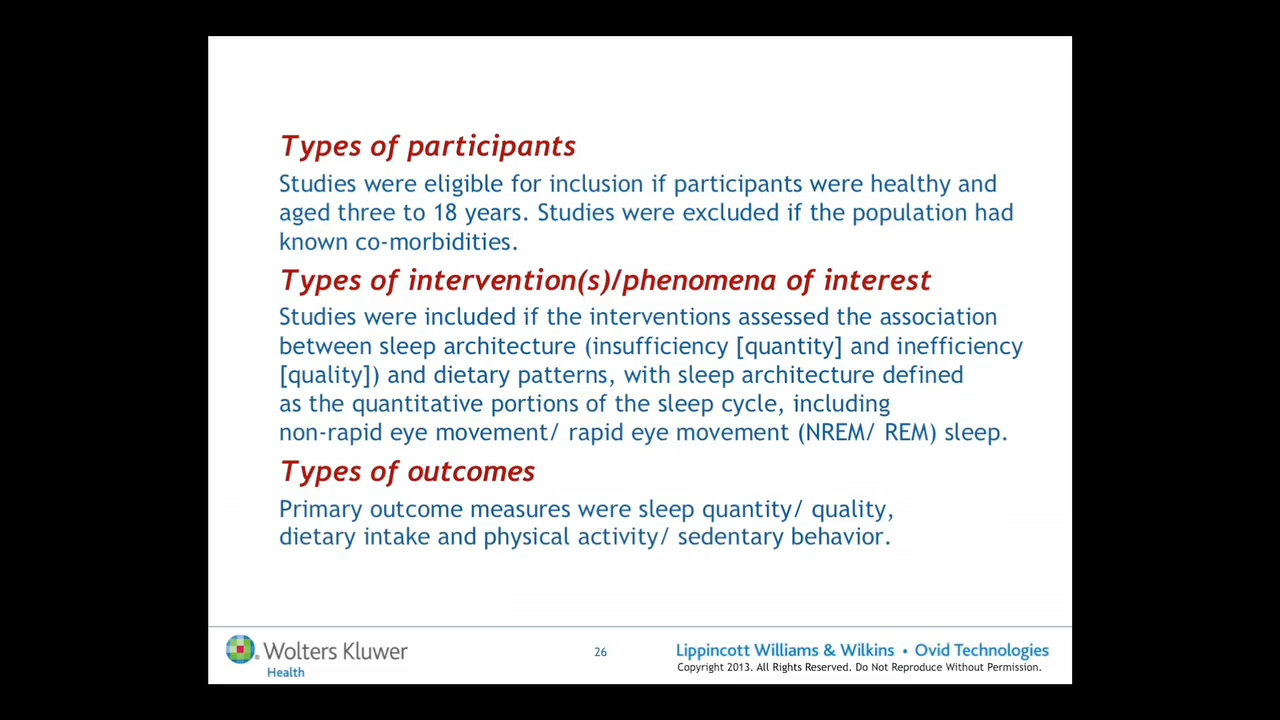 Types of participants
Studies were eligible for inclusion if participants were healthy and
aged three to 18 years. Studies were excluded if the population had
known co-morbidities.
Types of intervention(s)/phenomena of interest
Studies were included if the interventions assessed the association
between sleep architecture (insufficiency [quantity] and inefficiency
[quality]) and dietary patterns, with sleep architecture defined
as the quantitative portions of the sleep cycle, including
non-rapid eye movement/ rapid eye movement (NREM/ REM) sleep.
Types of outcomes
Primary outcome measures were sleep quantity/ quality,
dietary intake and physical activity/ sedentary behavior.
Wolters Kluwer
Health
26
Lippincott Williams & Wilkins • Ovid Technologies
Copyright 2013. All Rights Reserved. Do Not Reproduce Without Permission.